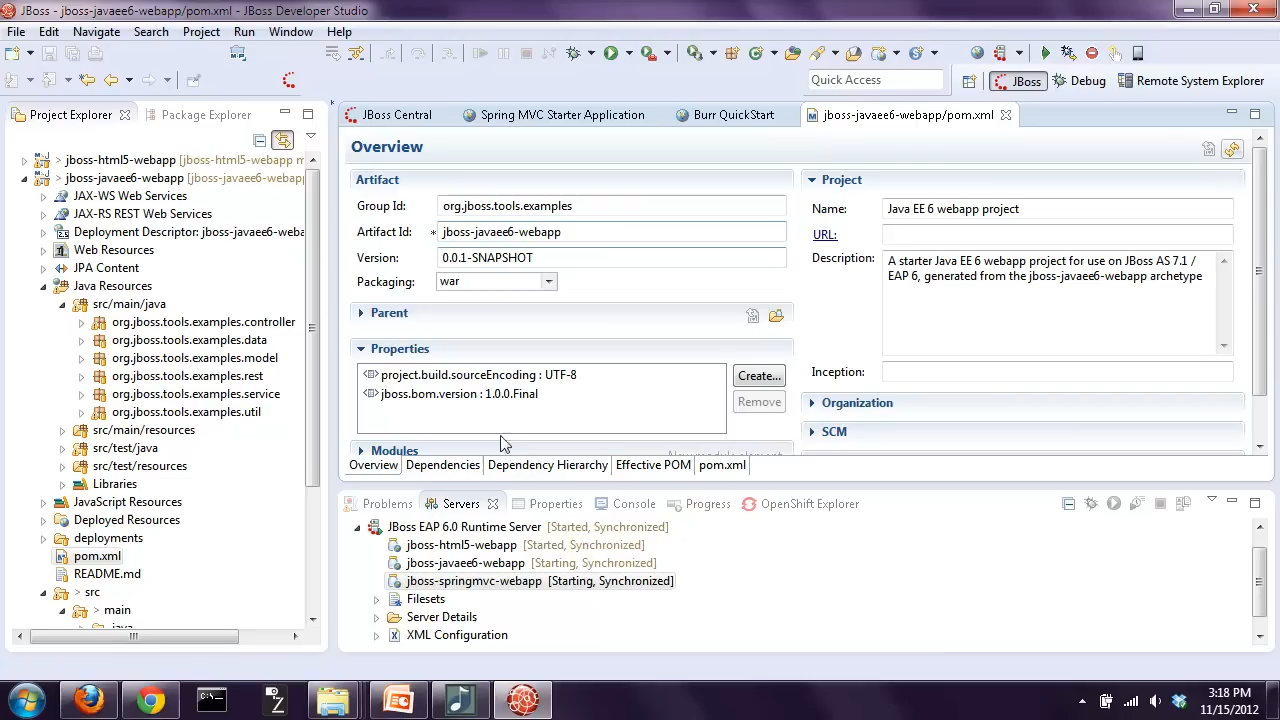 JBoss - jboss-javaee6-webapp/pom.xml - JBoss Developer Studio
File Edit Navigate Search Project Run Window Help
Quick Access
JBoss Debug Remote System Explorer
Project Explorer Package Explorer
> jboss-html5-webapp [jboss-html5-webapp m
> jboss-javaee6-webapp [jboss-javaee6-webapp
JAX-WS Web Services
JAX-RS REST Web Services
Deployment Descriptor: jboss-javaee6-weba
Web Resources
JPA Content
Java Resources
src/main/java
org.jboss.tools.examples.controller
org.jboss.tools.examples.data
org.jboss.tools.examples.model
org.jboss.tools.examples.rest
org.jboss.tools.examples.service
org.jboss.tools.examples.util
src/main/resources
src/test/java
src/test/resources
Libraries
JavaScript Resources
Deployed Resources
deployments
pom.xml
README.md
> src
> main
java
JBoss Central Spring MVC Starter Application Burr QuickStart jboss-javaee6-webapp/pom.xml
Overview
Artifact
Group Id: org.jboss.tools.examples
Artifact Id: * jboss-javaee6-webapp
Version: 0.0.1-SNAPSHOT
Packaging: war
Parent
Properties
project.build.sourceEncoding : UTF-8
jboss.bom.version : 1.0.0.Final
Create...
Remove
Modules New module element
Project
Name: Java EE 6 webapp project
URL:
Description: A starter Java EE 6 webapp project for use on JBoss AS 7.1 /
EAP 6, generated from the jboss-javaee6-webapp archetype
Inception:
Organization
SCM
Overview Dependencies Dependency Hierarchy Effective POM pom.xml
Problems Servers Properties Console Progress OpenShift Explorer
JBoss EAP 6.0 Runtime Server [Started, Synchronized]
jboss-html5-webapp [Started, Synchronized]
jboss-javaee6-webapp [Started, Synchronized]
jboss-springmvc-webapp [Starting, Synchronized]
Filesets
Server Details
XML Configuration
3:18 PM
11/15/2012